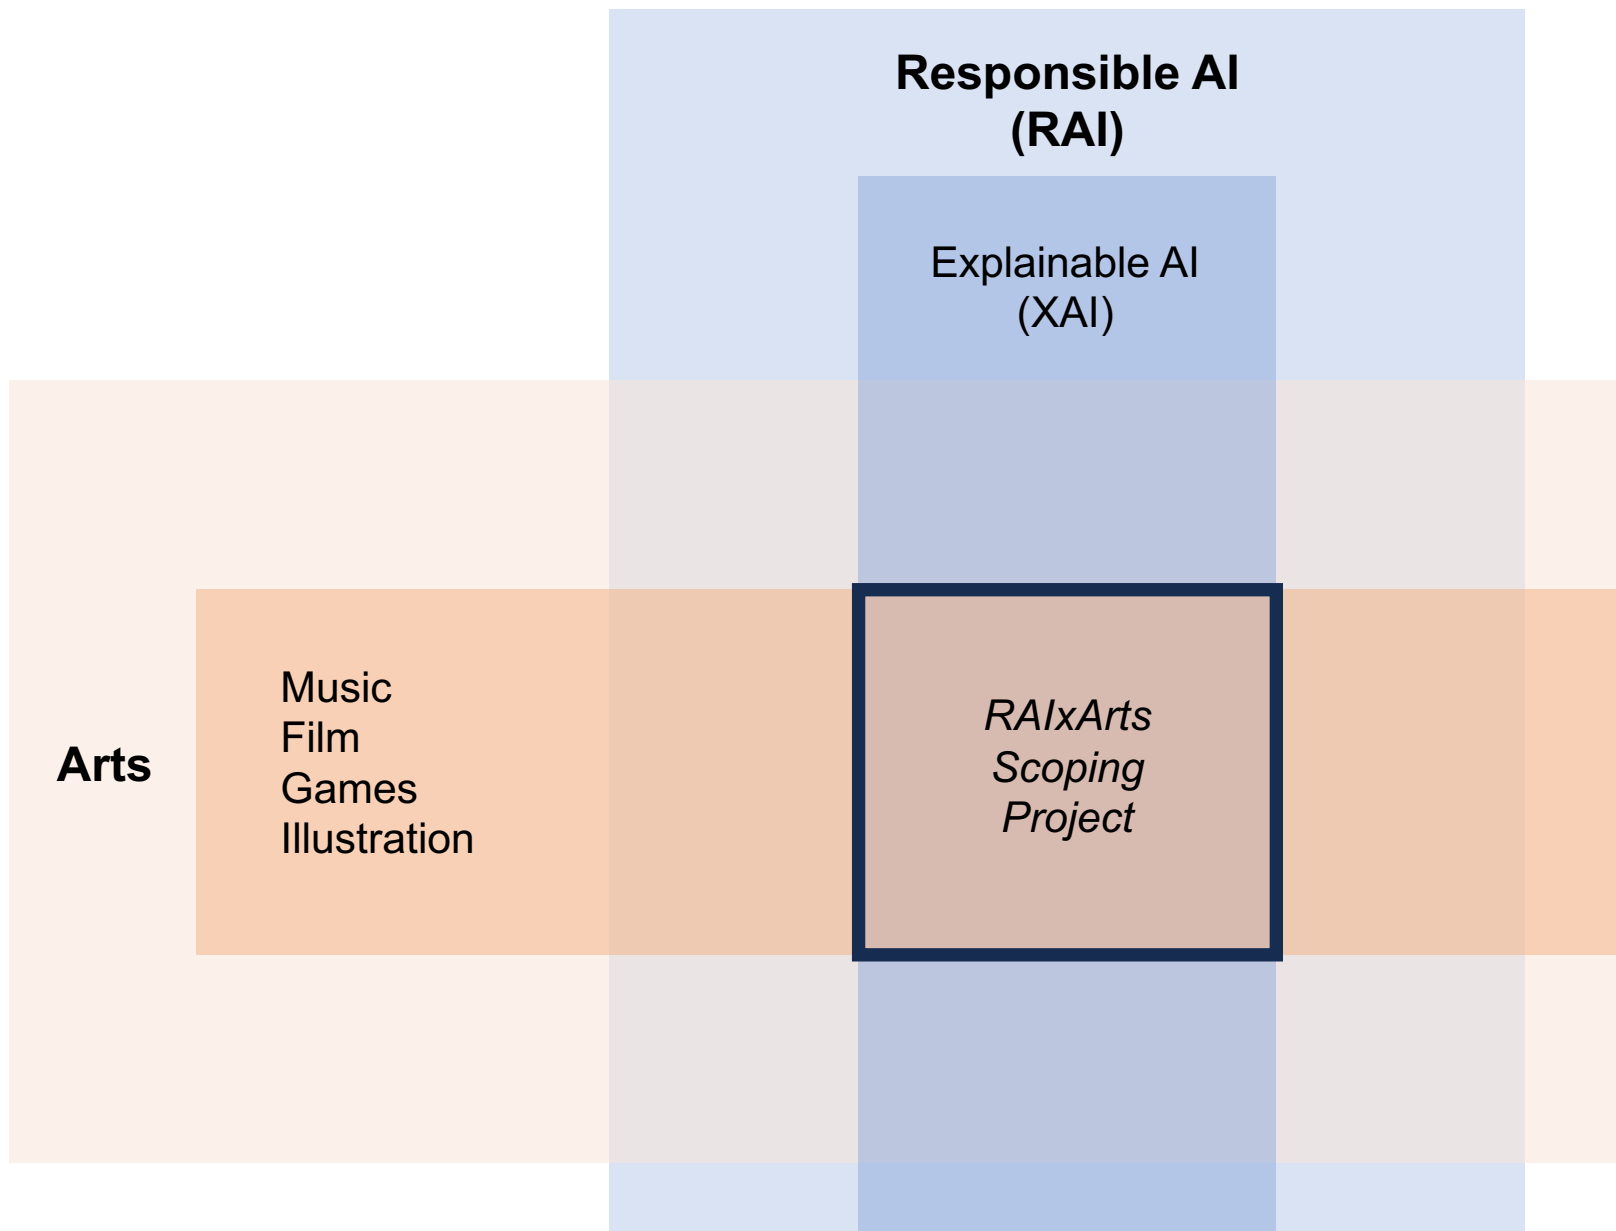 Responsible AI
(RAI)
Explainable AI
(XAI)
Arts
Music
Film
Games
Illustration
RAIxArts
Scoping
Project